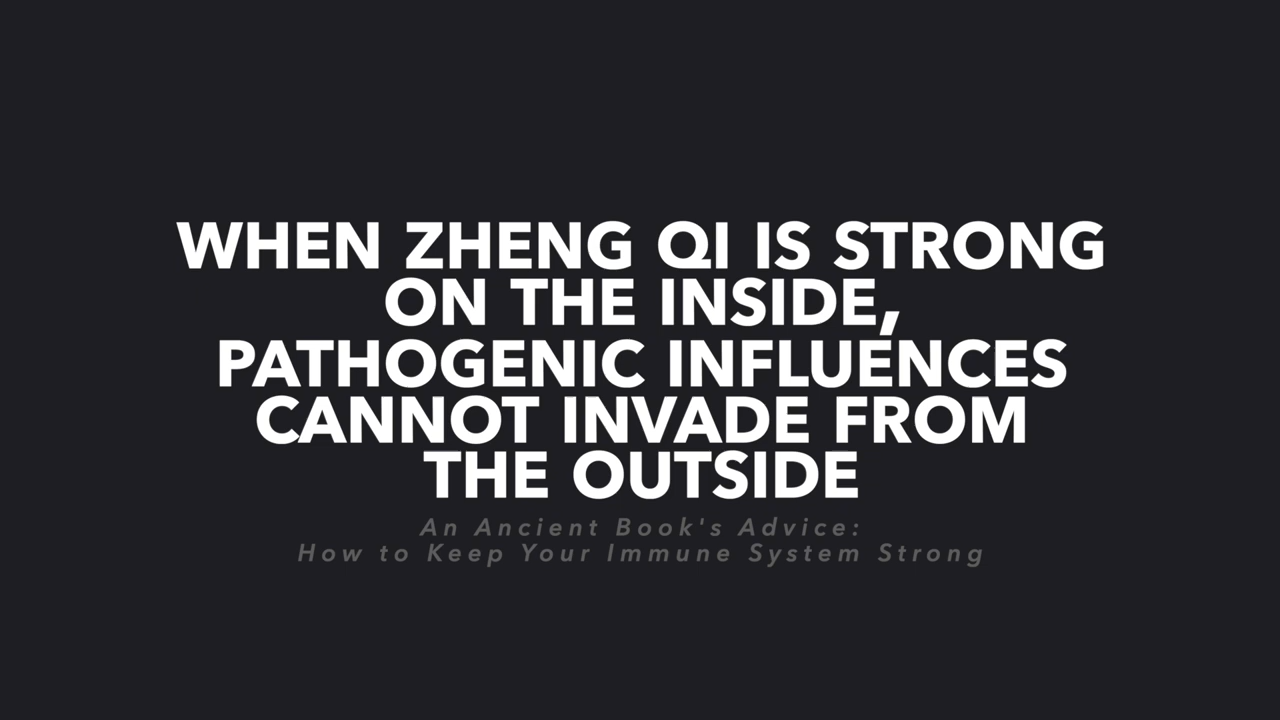 WHEN ZHENG QI IS STRONG
ON THE INSIDE,
PATHOGENIC INFLUENCES
CANNOT INVADE FROM
THE OUTSIDE
An Ancient Book's Advice:
How to Keep Your Immune System Strong